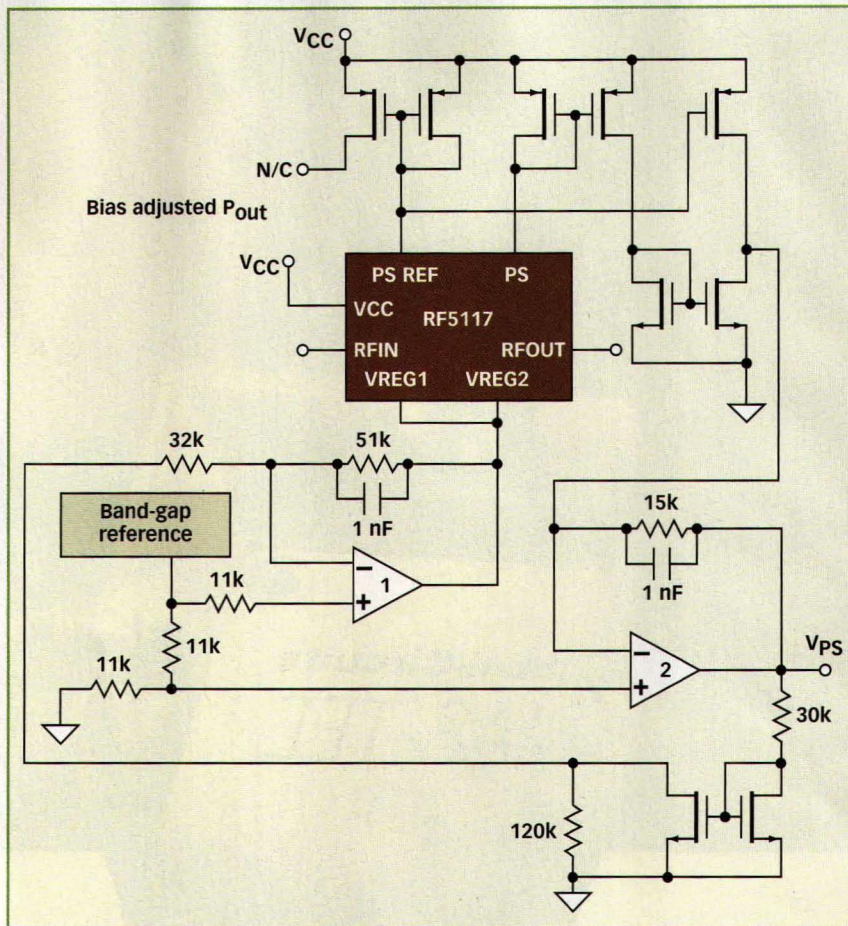 VCC
N/C
Bias adjusted Pout
VCC
PS REF
PS
VCC
RF5117
RFIN
RFOUT
VREG1
VREG2
32k
51k
1 nF
Band-gap
reference
11k
11k
11k
−
+
1
15k
1 nF
−
+
2
VPS
30k
120k